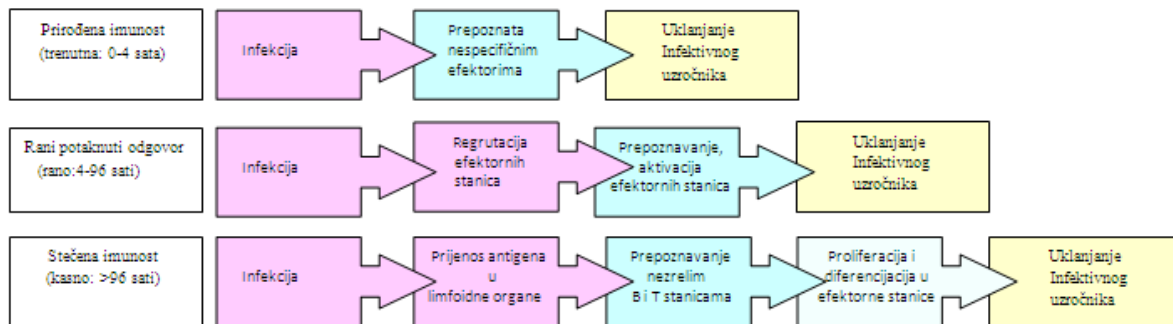 Prirođena imunost
(trenutna: 0-4 sata)
Infekcija
Prepoznata
nespecifičnim
efektorima
Uklanjanje
Infektivnog
uzročnika
Rani potaknuti odgovor
(rano:4-96 sati)
Infekcija
Regrutacija
efektornih
stanica
Prepoznavanje,
aktivacija
efektornih stanica
Uklanjanje
Infektivnog
uzročnika
Stečena imunost
(kasno: >96 sati)
Infekcija
Prijenos antigena
u
limfoidne organe
Prepoznavanje
nezrelim
B i T stanicama
Proliferacija i
diferencijacija u
efektorne stanice
Uklanjanje
Infektivnog
uzročnika